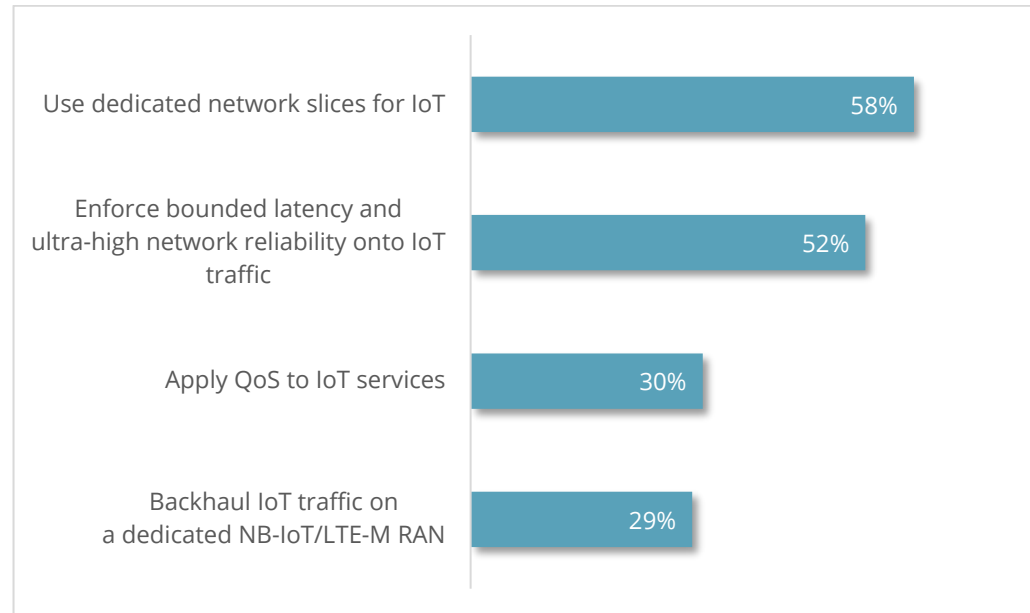 Use dedicated network slices for IoT
58%
Enforce bounded latency and
ultra-high network reliability onto IoT
traffic
52%
Apply QoS to IoT services
30%
Backhaul IoT traffic on
a dedicated NB-IoT/LTE-M RAN
29%